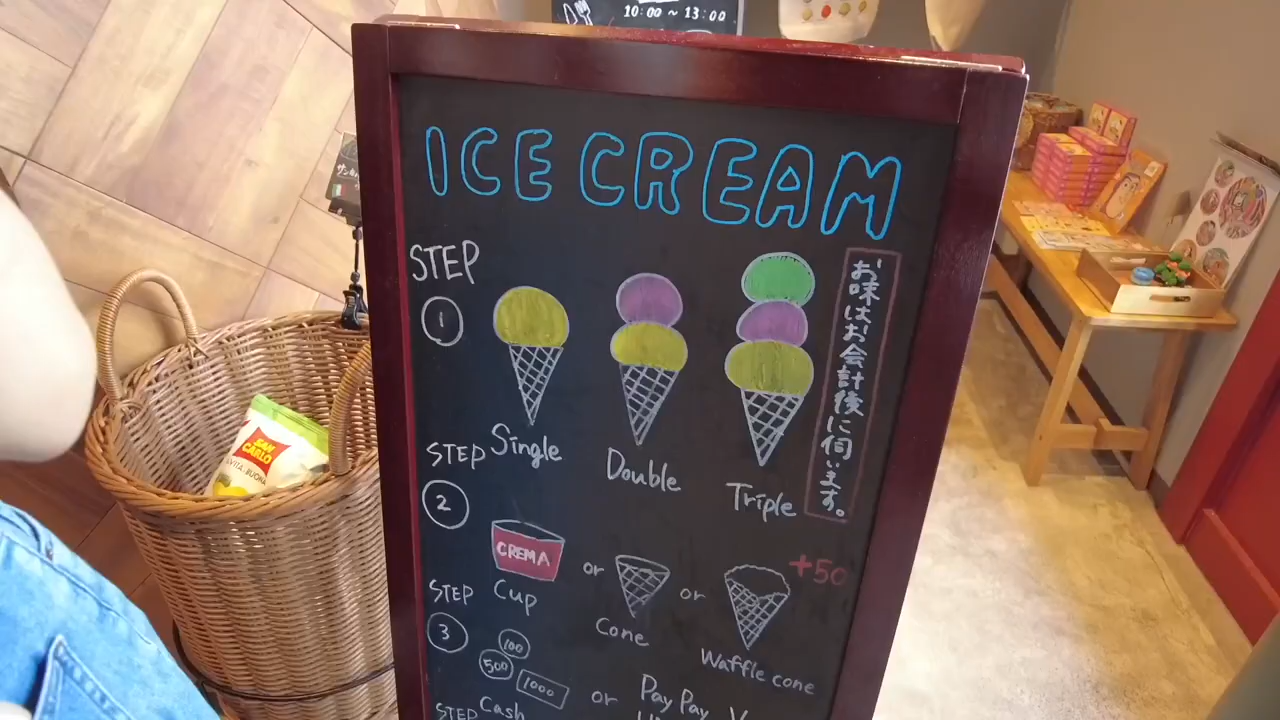 10:00 ~ 13:00
ICE CREAM
STEP
1
Single
Double
Triple
お味はお会計後に伺います。
STEP
2
CREMA
Cup
or
Cone
or
+50
Waffle cone
STEP
3
100
500
1000
Cash
or
Pay Pay
STEP
SAN CARLO